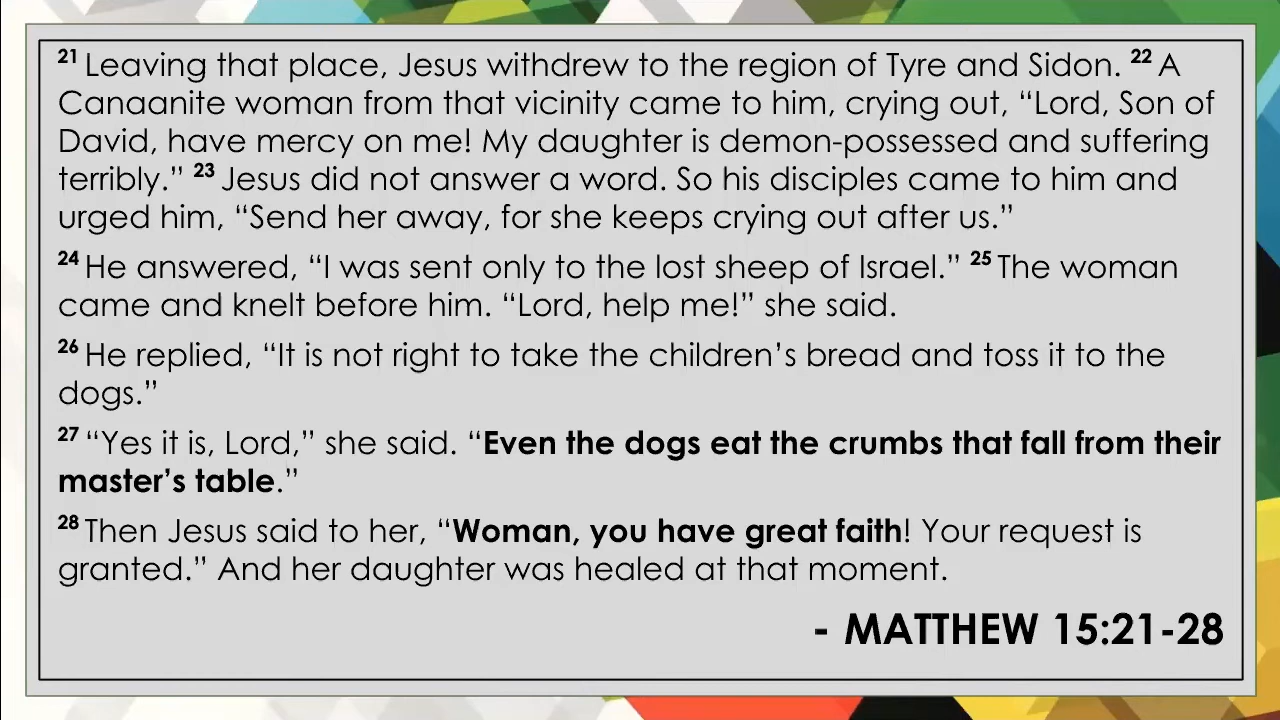 21 Leaving that place, Jesus withdrew to the region of Tyre and Sidon. 22 A
Canaanite woman from that vicinity came to him, crying out, “Lord, Son of
David, have mercy on me! My daughter is demon-possessed and suffering
terribly.” 23 Jesus did not answer a word. So his disciples came to him and
urged him, “Send her away, for she keeps crying out after us.”
24 He answered, “I was sent only to the lost sheep of Israel.” 25 The woman
came and knelt before him. “Lord, help me!” she said.
26 He replied, “It is not right to take the children’s bread and toss it to the
dogs.”
27 “Yes it is, Lord,” she said. “Even the dogs eat the crumbs that fall from their
master’s table.”
28 Then Jesus said to her, “Woman, you have great faith! Your request is
granted.” And her daughter was healed at that moment.
- MATTHEW 15:21-28